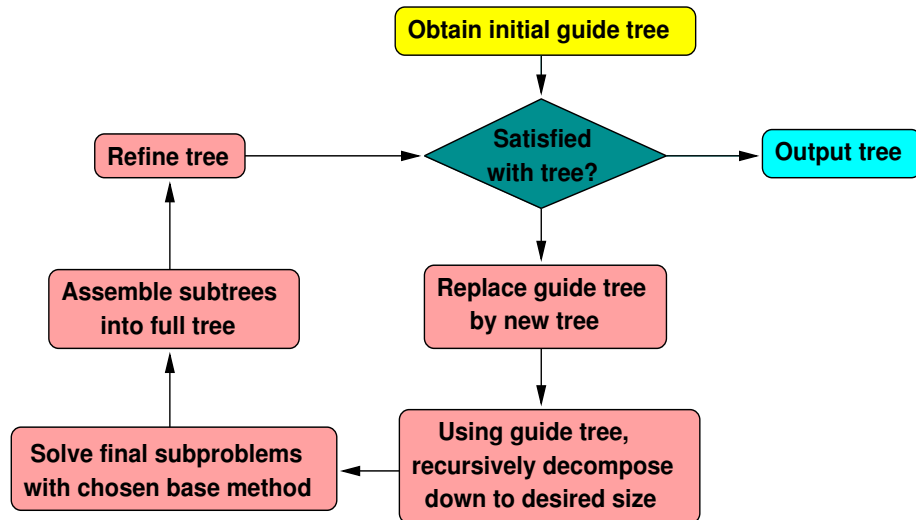 Obtain initial guide tree
Satisfied
with tree?
Output tree
Refine tree
Replace guide tree
by new tree
Assemble subtrees
into full tree
Using guide tree,
recursively decompose
down to desired size
Solve final subproblems
with chosen base method